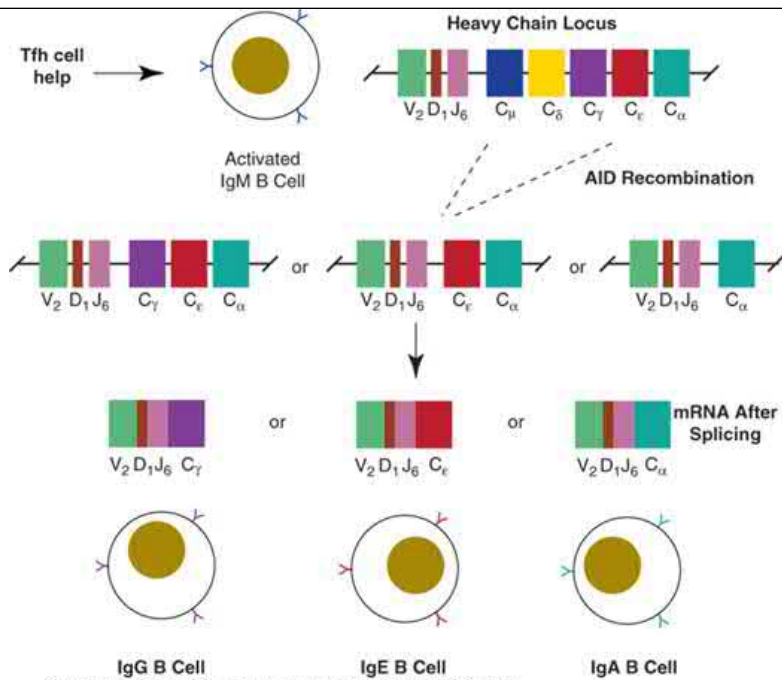 Heavy Chain Locus
Tfh cell
help
V₂ D₁ J₆ Cμ Cδ Cγ Cε Cα
Activated
IgM B Cell
AID Recombination
or
or
V₂ D₁ J₆ Cγ Cε Cα
V₂ D₁ J₆ Cε Cα
V₂ D₁ J₆ Cα
or
or
mRNA After
Splicing
V₂ D₁ J₆ Cγ
V₂ D₁ J₆ Cε
V₂ D₁ J₆ Cα
IgG B Cell
IgE B Cell
IgA B Cell